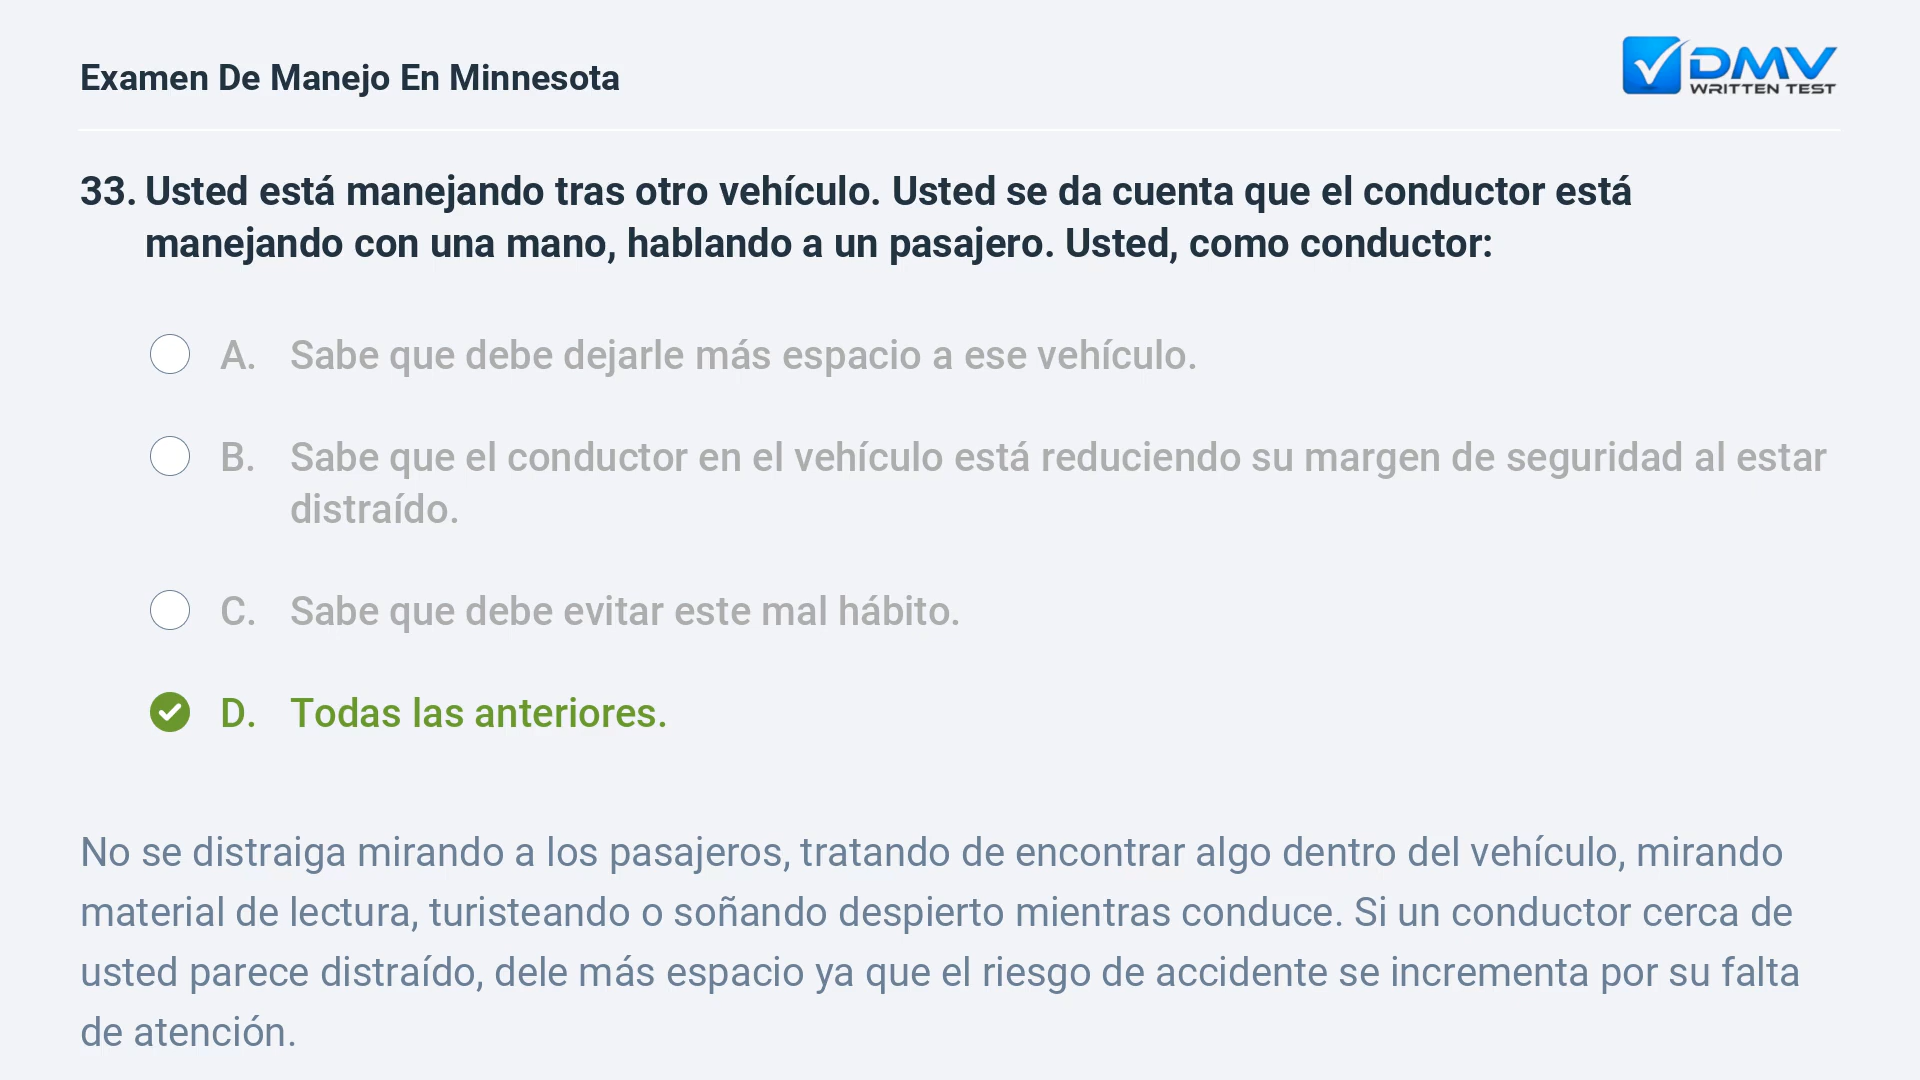 Examen De Manejo En Minnesota
DMV
WRITTEN TEST
33. Usted está manejando tras otro vehículo. Usted se da cuenta que el conductor está
manejando con una mano, hablando a un pasajero. Usted, como conductor:
A. Sabe que debe dejarle más espacio a ese vehículo.
B. Sabe que el conductor en el vehículo está reduciendo su margen de seguridad al estar
distraído.
C. Sabe que debe evitar este mal hábito.
D. Todas las anteriores.
No se distraiga mirando a los pasajeros, tratando de encontrar algo dentro del vehículo, mirando
material de lectura, turisteando o soñando despierto mientras conduce. Si un conductor cerca de
usted parece distraído, dele más espacio ya que el riesgo de accidente se incrementa por su falta
de atención.